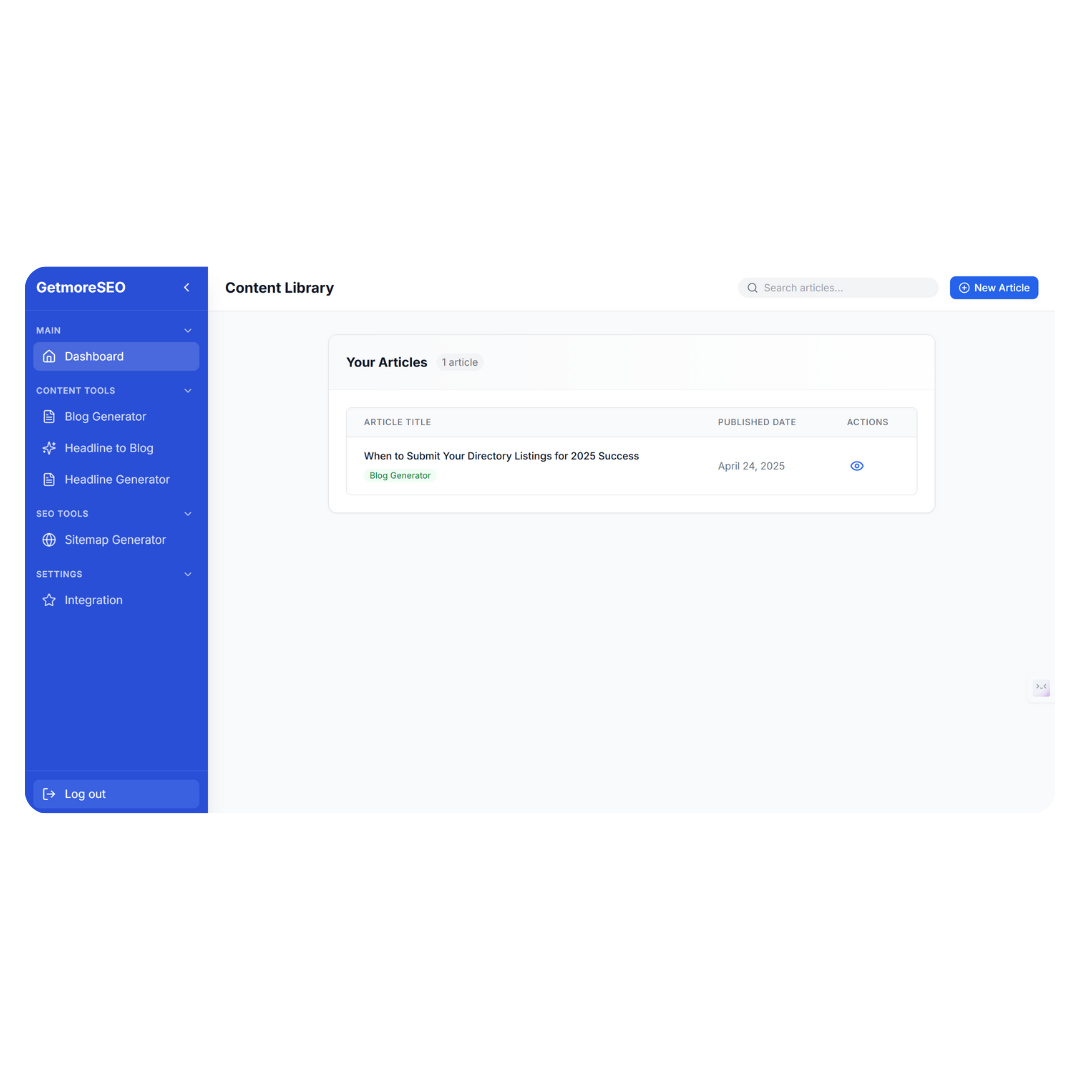 GetmoreSEO
MAIN
Dashboard
CONTENT TOOLS
Blog Generator
Headline to Blog
Headline Generator
SEO TOOLS
Sitemap Generator
SETTINGS
Integration
Log out
Content Library
Search articles...
New Article
Your Articles 1 article
ARTICLE TITLE PUBLISHED DATE ACTIONS
When to Submit Your Directory Listings for 2025 Success
Blog Generator
April 24, 2025